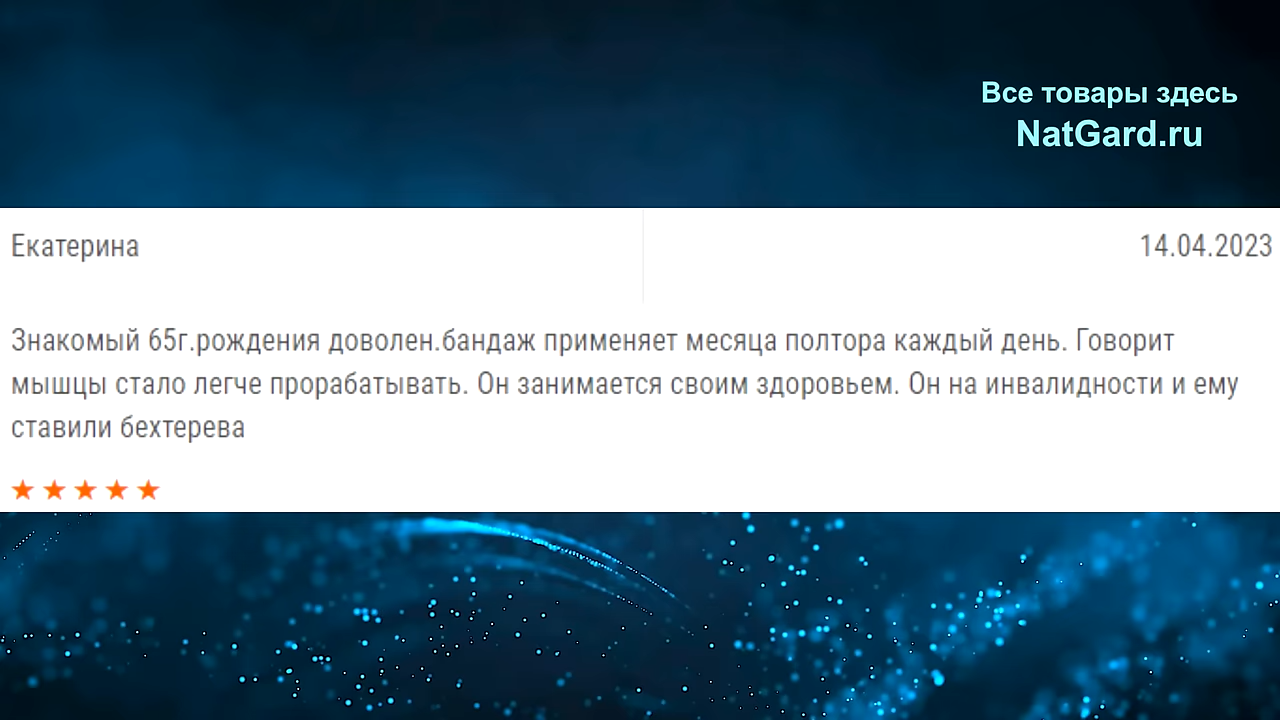 Все товары здесь
NatGard.ru
Екатерина
14.04.2023
Знакомый 65г.рождения доволен.бандаж применяет месяца полтора каждый день. Говорит
мышцы стало легче прорабатывать. Он занимается своим здоровьем. Он на инвалидности и ему
ставили бехтерева